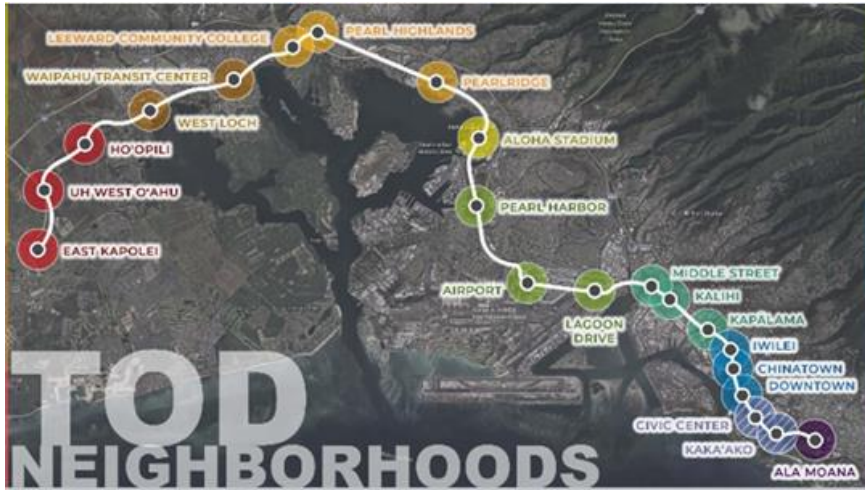 LEEWARD COMMUNITY COLLEGE
PEARL HIGHLANDS
WAIPAHU TRANSIT CENTER
PEARLRIDGE
WEST LOCH
HO'OPILI
ALOHA STADIUM
UH WEST O'AHU
PEARL HARBOR
EAST KAPOLEI
AIRPORT
LAGOON
DRIVE
MIDDLE STREET
KALIHI
KAPALAMA
IWILEI
CHINATOWN
DOWNTOWN
CIVIC CENTER
KAKA'AKO
ALA MOANA
TOD
NEIGHBORHOODS